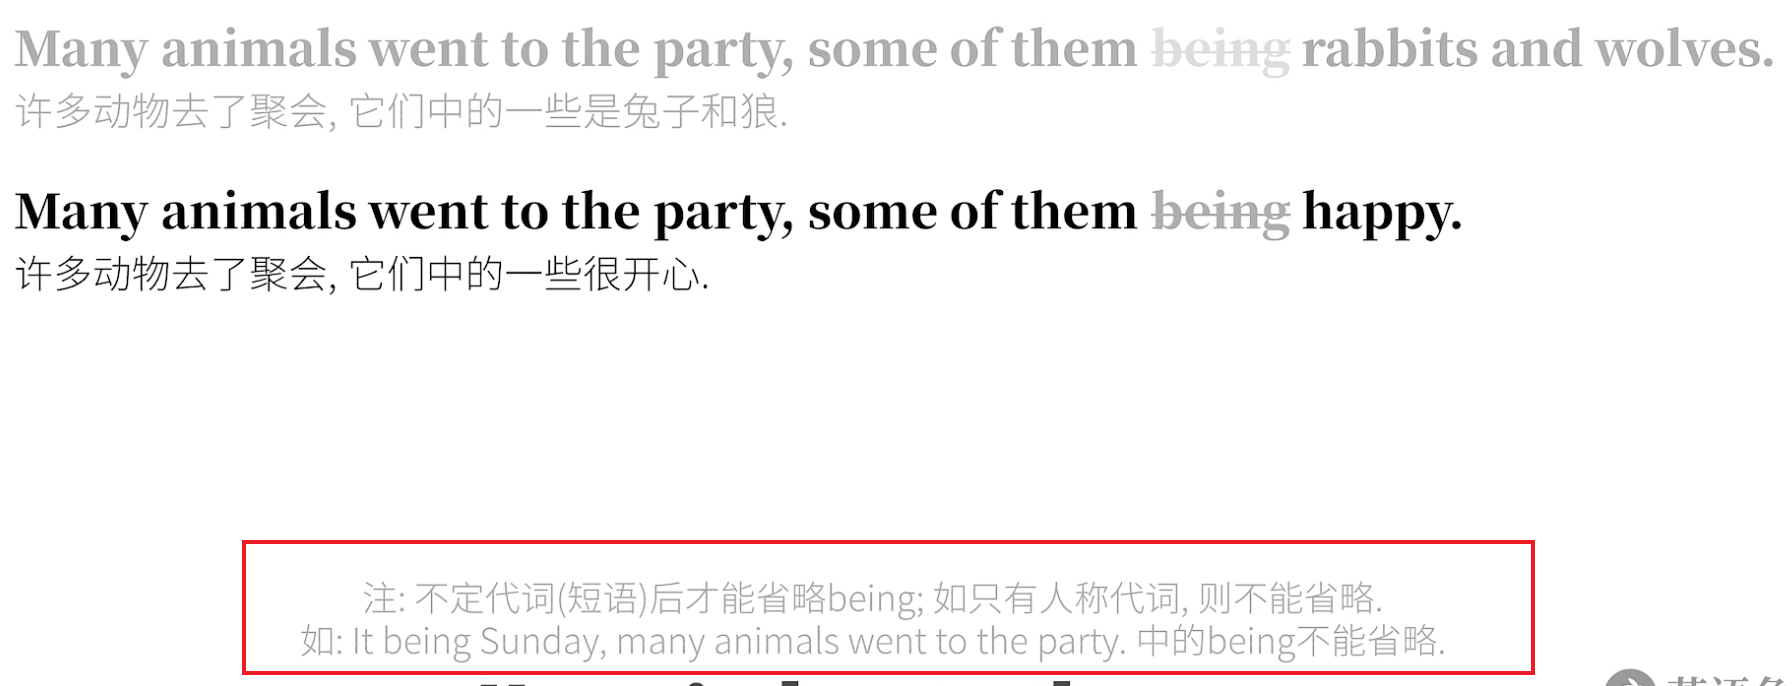 Many animals went to the party, some of them being rabbits and wolves.
许多动物去了聚会, 它们中的一些是兔子和狼.
Many animals went to the party, some of them being happy.
许多动物去了聚会, 它们中的一些很开心.
注: 不定代词(短语)后才能省略being; 如只有人称代词, 则不能省略.
如: It being Sunday, many animals went to the party. 中的being不能省略.